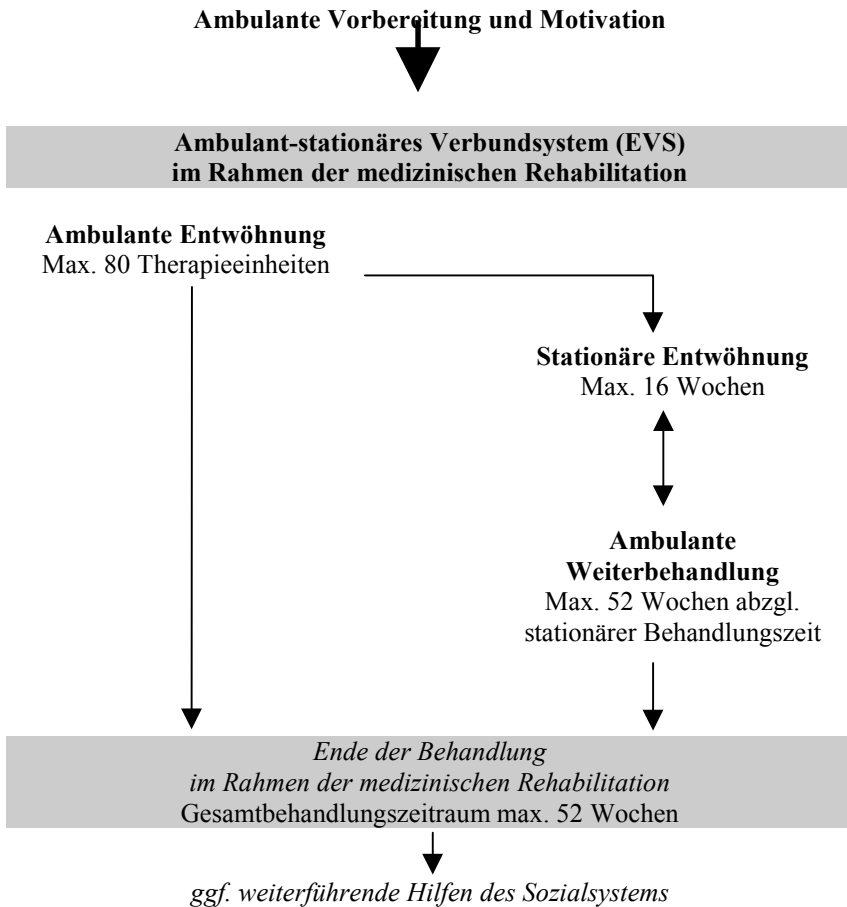 Ambulante Vorbereitung und Motivation
Ambulant-stationäres Verbundsystem (EVS)
im Rahmen der medizinischen Rehabilitation
Ambulante Entwöhnung
Max. 80 Therapieeinheiten
Stationäre Entwöhnung
Max. 16 Wochen
Ambulante
Weiterbehandlung
Max. 52 Wochen abzgl.
stationärer Behandlungszeit
Ende der Behandlung
im Rahmen der medizinischen Rehabilitation
Gesamtbehandlungszeitraum max. 52 Wochen
ggf. weiterführende Hilfen des Sozialsystems